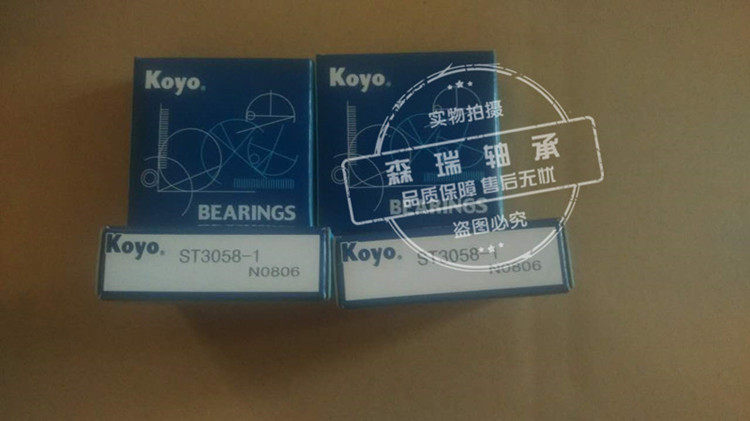 Koyo®
BEARINGS
Koyo®
BEARINGS
Koyo®
ST3058-1
N0806
Koyo®
ST3058-1
N0806
实物拍摄
森瑞轴承
品质保障 售后无忧
盗图必究